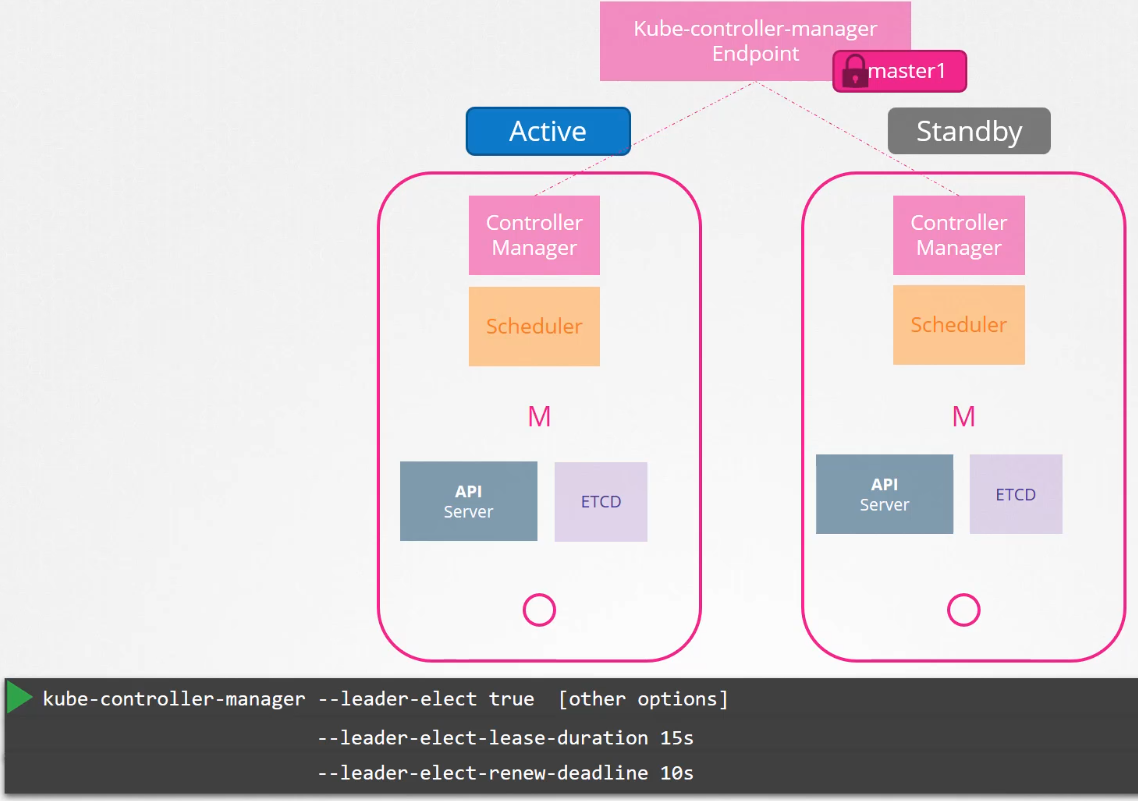 Kube-controller-manager
Endpoint
master1
Active
Standby
Controller
Manager
Controller
Manager
Scheduler
Scheduler
M
M
API
Server
ETCD
API
Server
ETCD
kube-controller-manager --leader-elect true [other options]
--leader-elect-lease-duration 15s
--leader-elect-renew-deadline 10s